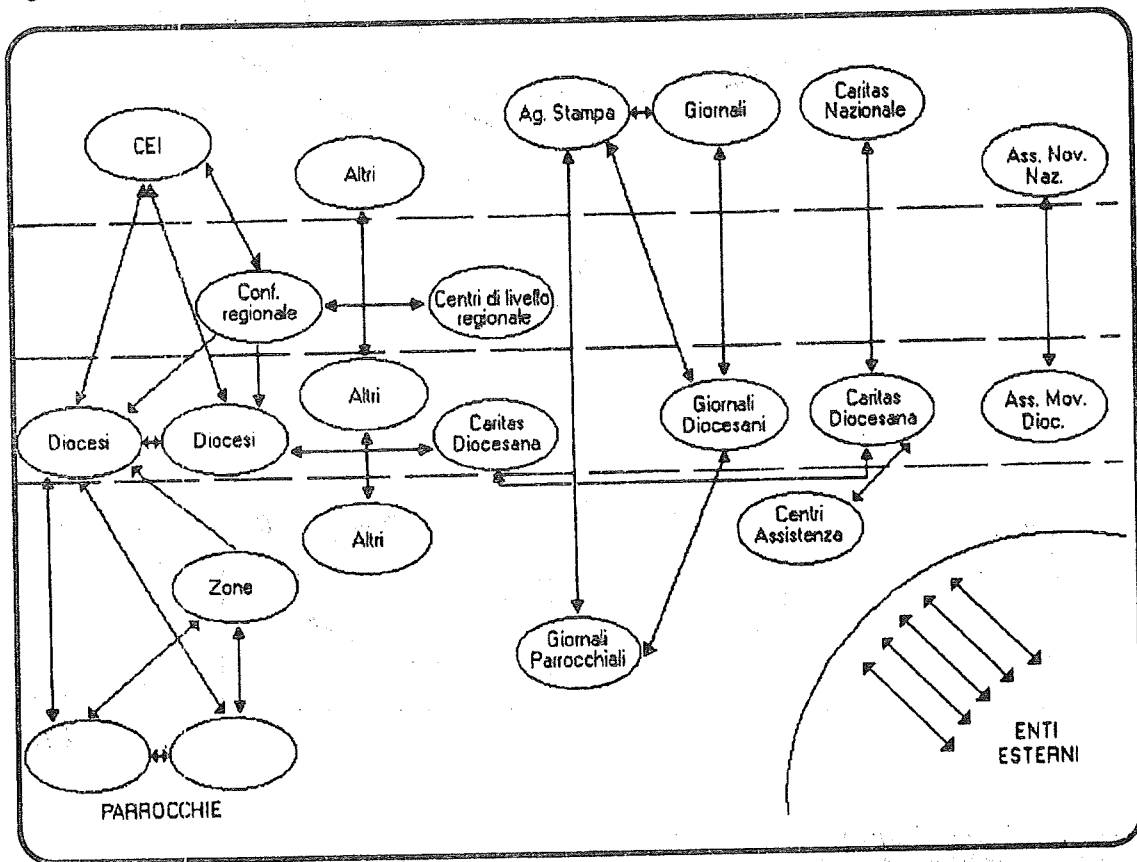 CEI
Altri
Ag. Stampa
Giornali
Caritas
Nazionale
Ass. Nov.
Naz.
Conf.
regionale
Centri di livello
regionale
Diocesi
Diocesi
Altri
Caritas
Diocesana
Giornali
Diocesani
Caritas
Diocesana
Ass. Mov.
Dioc.
Altri
Centri
Assistenza
Zone
Giornali
Parrocchiali
PARROCCHIE
ENTI
ESTERNI